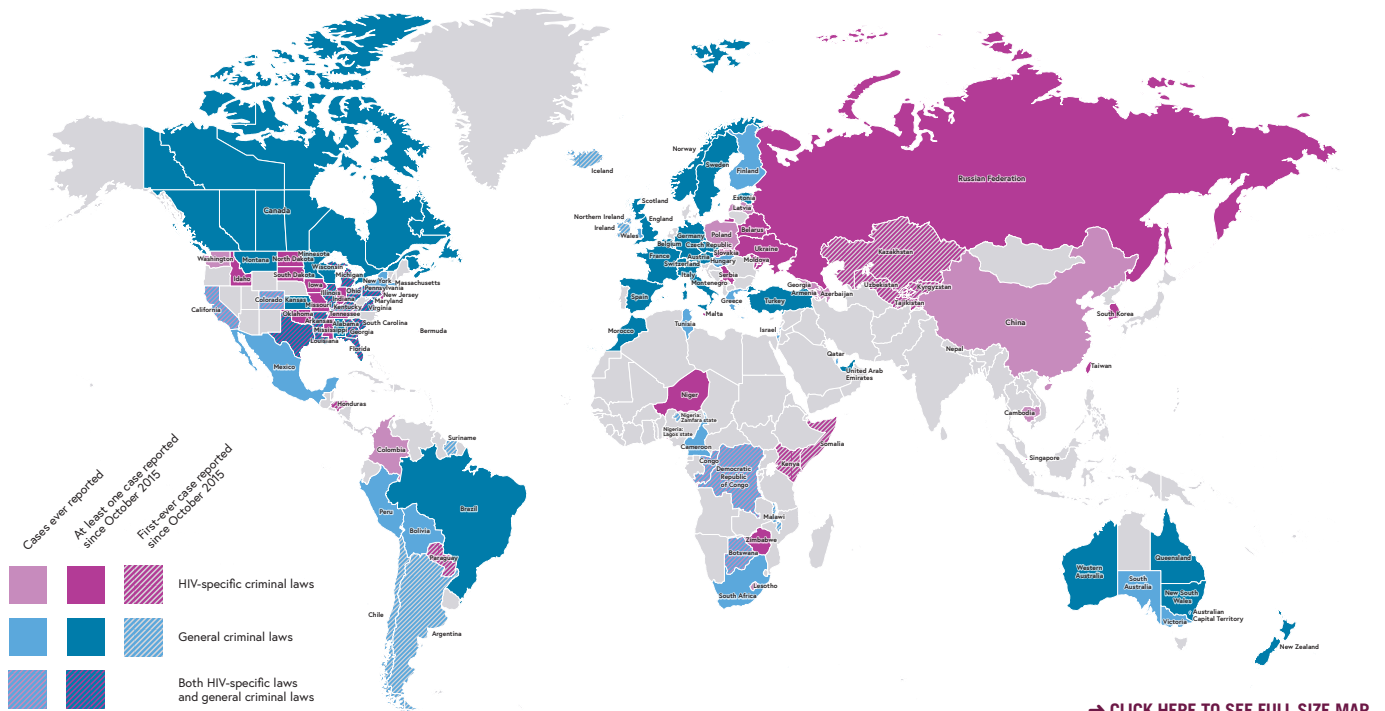 Norway
Sweden
Finland
Iceland
Estonia
Latvia
Russian Federation
Scotland
Northern Ireland
England
Ireland
Wales
Canada
Germany
Poland
Belarus
Belgium
Czech Republic
Ukraine
France
Slovakia
Austria
Switzerland
Hungary
Moldova
Kazakhstan
Washington
Montana
North Dakota
Minnesota
Wisconsin
Idaho
South Dakota
Michigan
New York
Massachusetts
Iowa
Pennsylvania
Illinois
Ohio
New Jersey
Colorado
Kansas
Indiana
Maryland
Missouri
Kentucky
Virginia
California
Oklahoma
Tennessee
Arkansas
South Carolina
Alabama
Mississippi
Georgia
Louisiana
Florida
Bermuda
Italy
Serbia
Montenegro
Spain
Greece
Turkey
Georgia
Armenia
Azerbaijan
Uzbekistan
Kyrgyzstan
Tajikistan
China
South Korea
Malta
Tunisia
Morocco
Israel
Qatar
United Arab
Emirates
Nepal
Taiwan
Mexico
Honduras
Niger
Nigeria:
Zamfara state
Nigeria:
Lagos state
Cameroon
Cambodia
Somalia
Suriname
Colombia
Congo
Democratic
Republic
of Congo
Kenya
Singapore
Peru
Brazil
Bolivia
Malawi
Zimbabwe
Botswana
Paraguay
Lesotho
South Africa
Chile
Argentina
Queensland
Western
Australia
South
Australia
New South
Wales
Australian
Capital Territory
Victoria
New Zealand
Cases ever reported
At least one case reported
since October 2015
First-ever case reported
since October 2015
HIV-specific criminal laws
General criminal laws
Both HIV-specific laws
and general criminal laws
→ CLICK HERE TO SEE FULL SIZE MAP